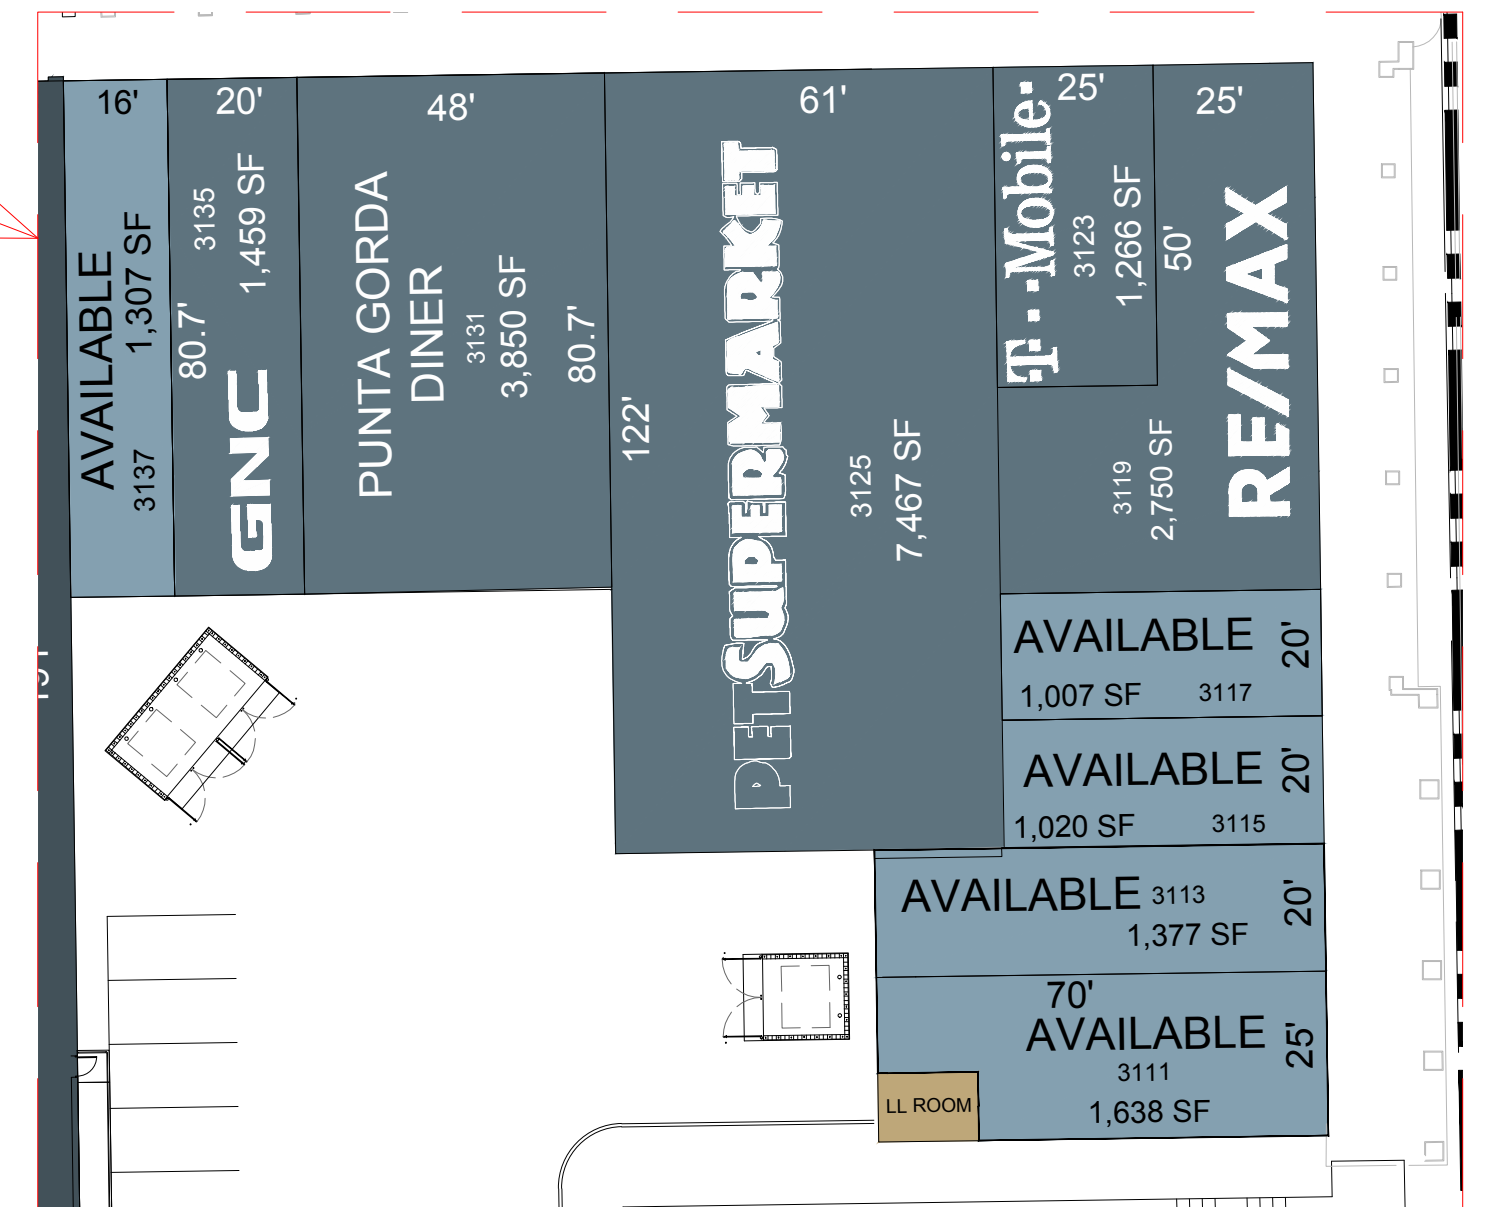 16'
AVAILABLE
1,307 SF
3137
20'
3135
1,459 SF
80.7'
GNC
48'
PUNTA GORDA
DINER
3131
3,850 SF
80.7'
61'
122'
PETSUPERMARKET
3125
7,467 SF
25'
T-Mobile
3123
1,266 SF
25'
50'
RE/MAX
3119
2,750 SF
AVAILABLE
20'
1,007 SF
3117
AVAILABLE
20'
1,020 SF
3115
AVAILABLE
3113
20'
1,377 SF
70'
AVAILABLE
25'
3111
1,638 SF
LL ROOM